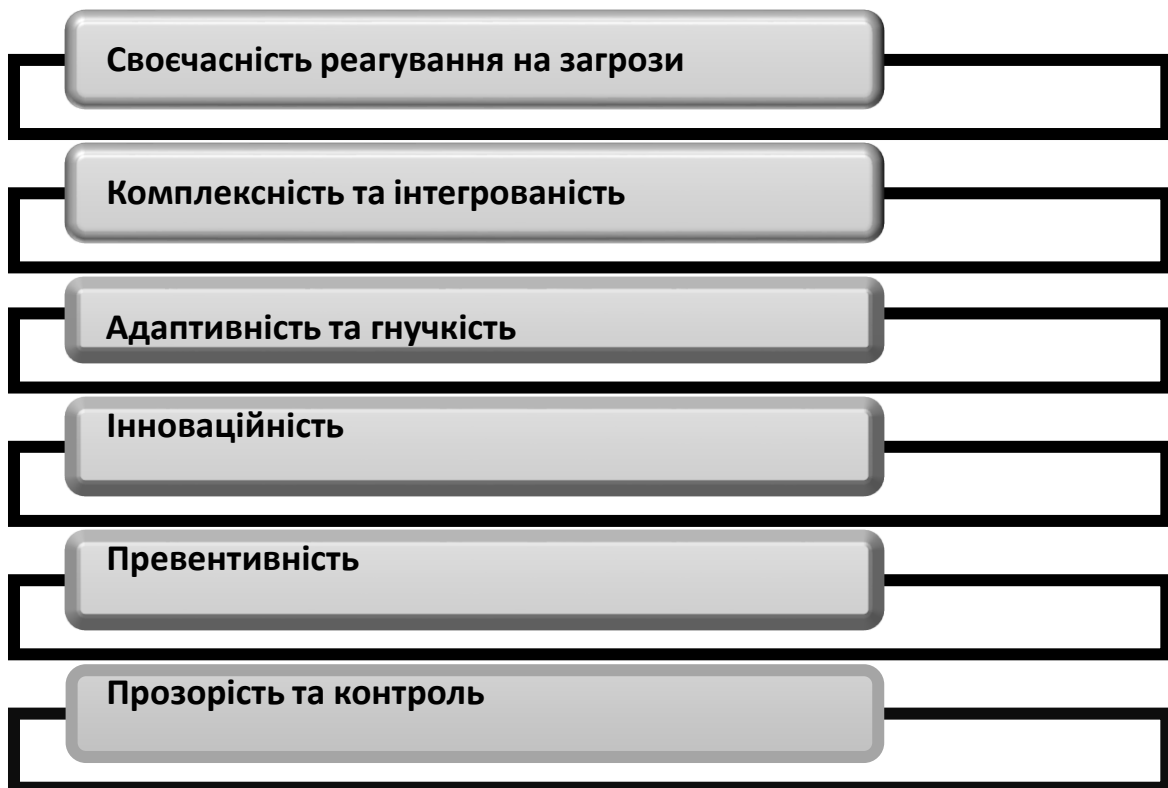 Своєчасність реагування на загрози
Комплексність та інтегрованість
Адаптивність та гнучкість
Інноваційність
Превентивність
Прозорість та контроль